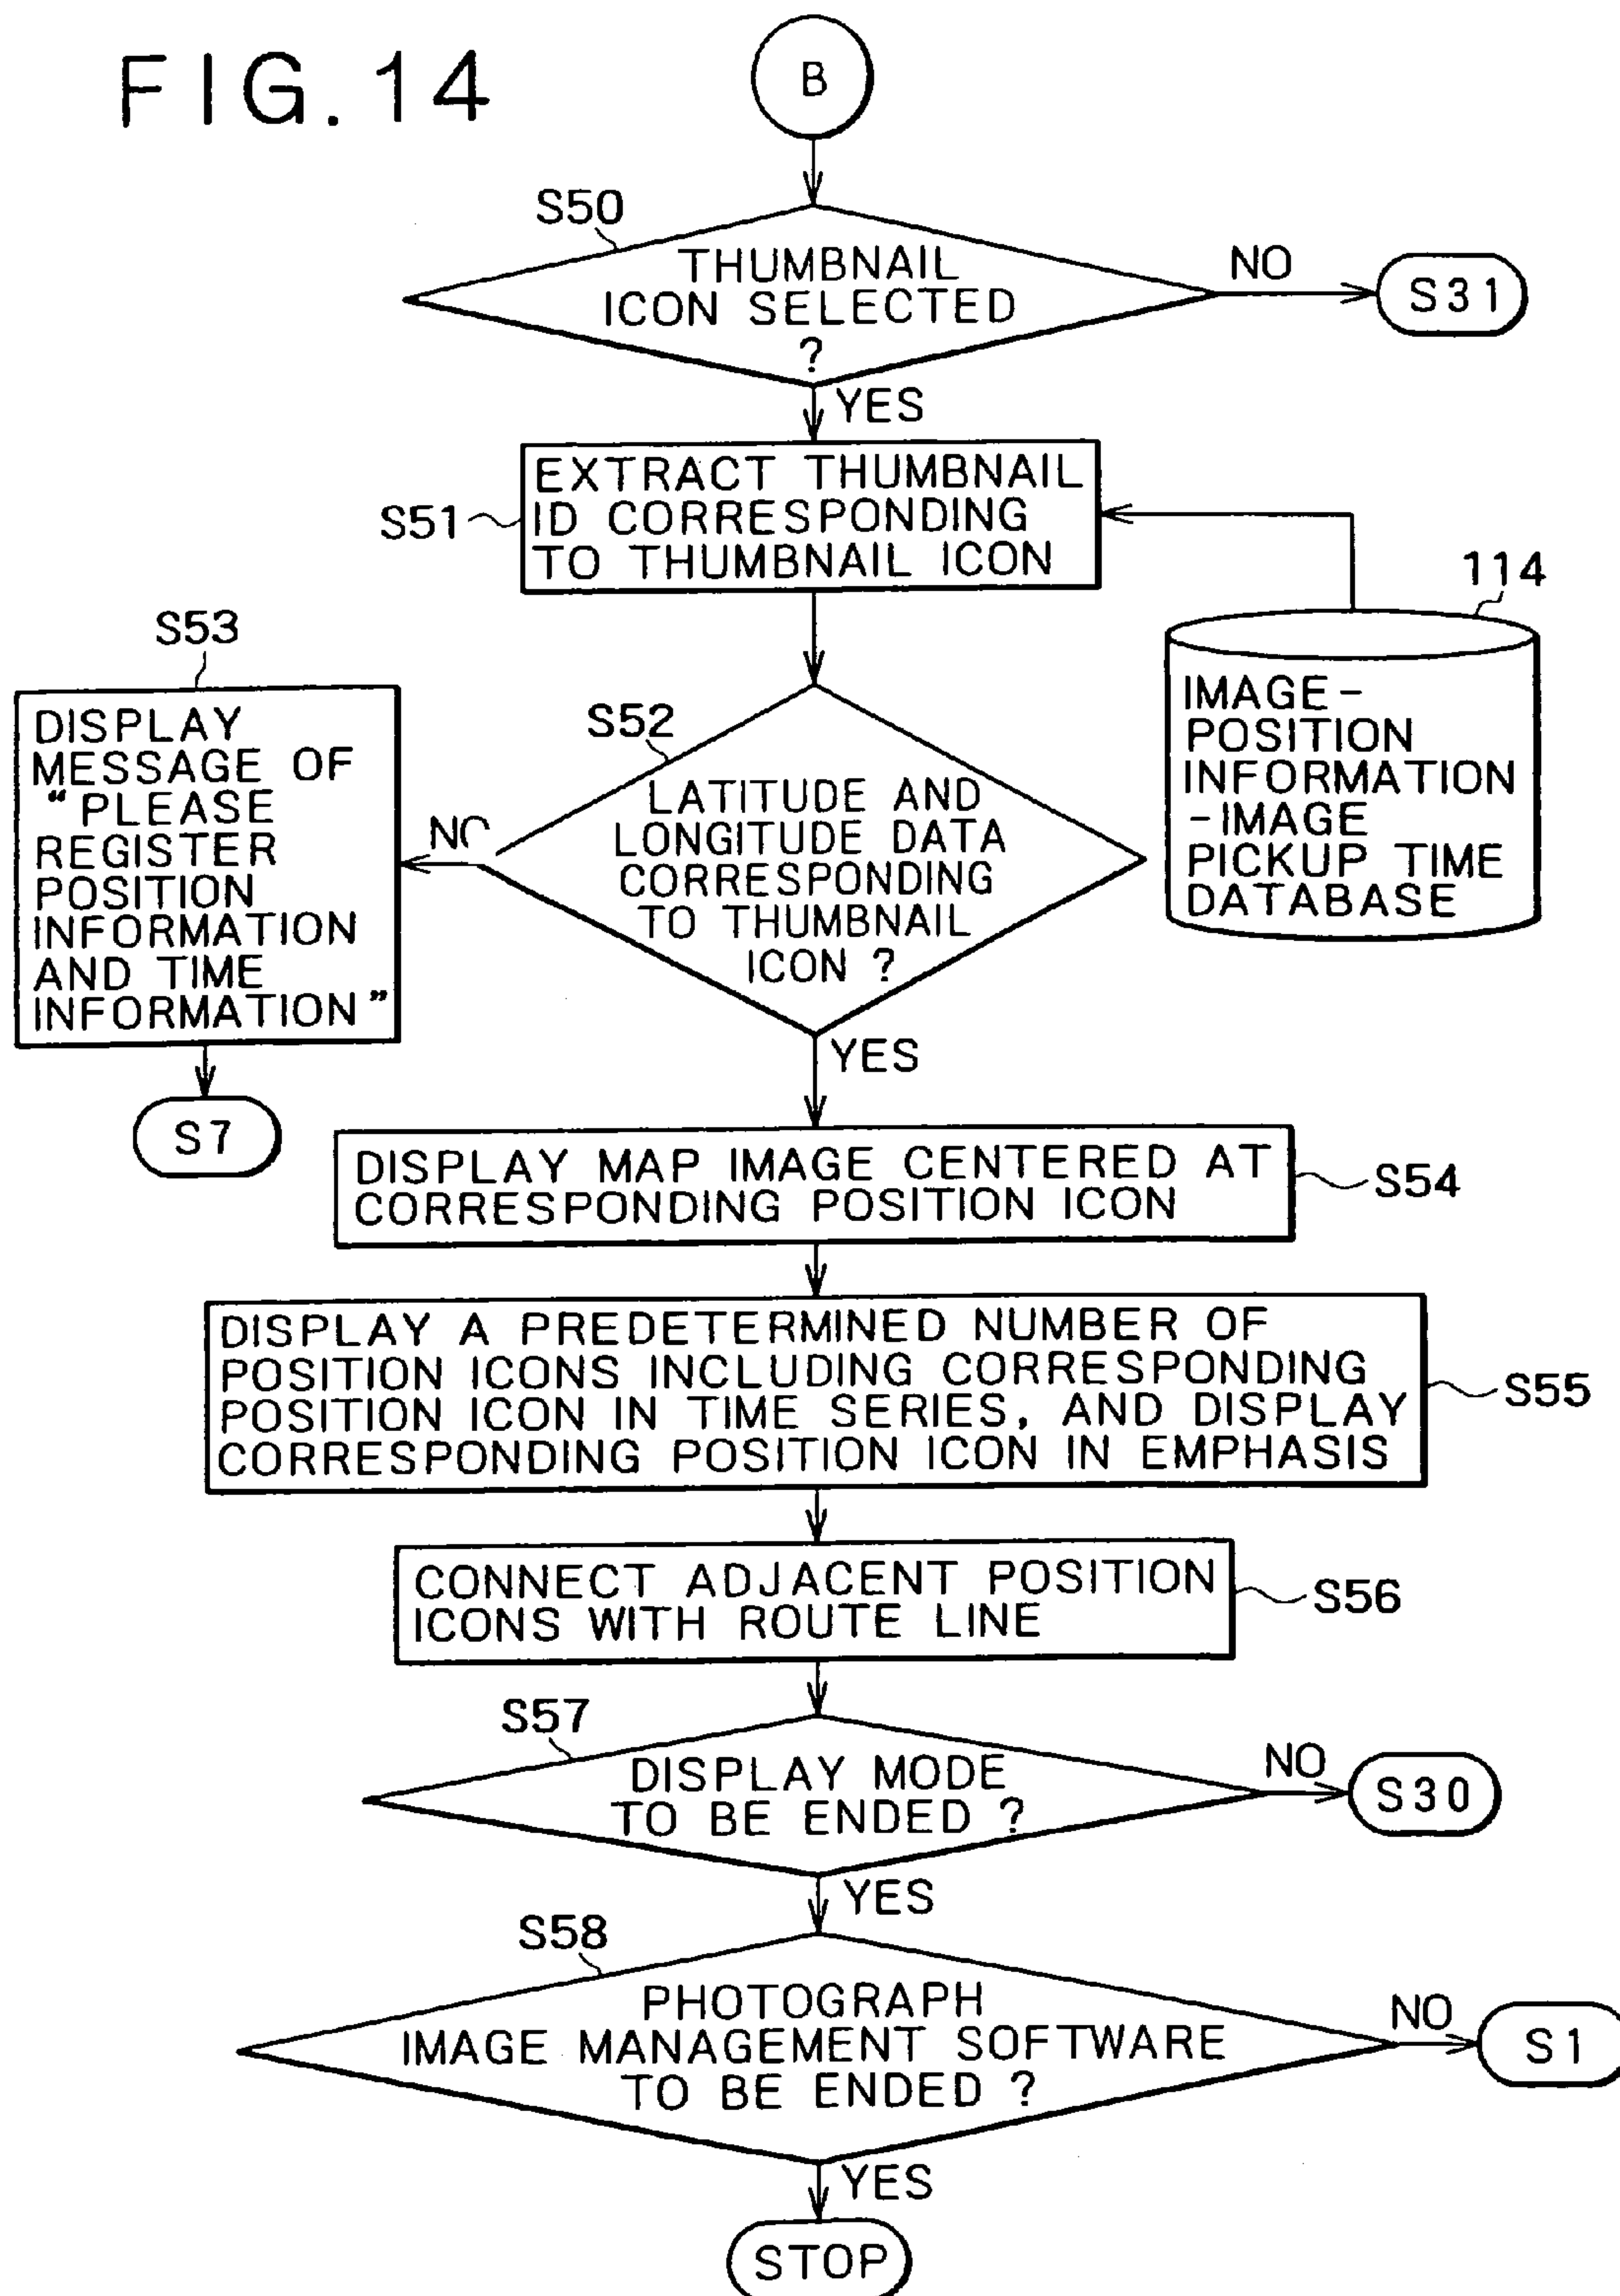 FIG. 14
B
S50
THUMBNAIL
ICON SELECTED
?
NO
S31
YES
S51
EXTRACT THUMBNAIL
ID CORRESPONDING
TO THUMBNAIL ICON
114
IMAGE-
POSITION
INFORMATION
-IMAGE
PICKUP TIME
DATABASE
S52
LATITUDE AND
LONGITUDE DATA
CORRESPONDING
TO THUMBNAIL
ICON ?
NO
S53
DISPLAY
MESSAGE OF
“PLEASE
REGISTER
POSITION
INFORMATION
AND TIME
INFORMATION”
S7
YES
DISPLAY MAP IMAGE CENTERED AT
CORRESPONDING POSITION ICON
S54
DISPLAY A PREDETERMINED NUMBER OF
POSITION ICONS INCLUDING CORRESPONDING
POSITION ICON IN TIME SERIES, AND DISPLAY
CORRESPONDING POSITION ICON IN EMPHASIS
S55
CONNECT ADJACENT POSITION
ICONS WITH ROUTE LINE
S56
S57
DISPLAY MODE
TO BE ENDED ?
NO
S30
YES
S58
PHOTOGRAPH
IMAGE MANAGEMENT SOFTWARE
TO BE ENDED ?
NO
S1
YES
STOP